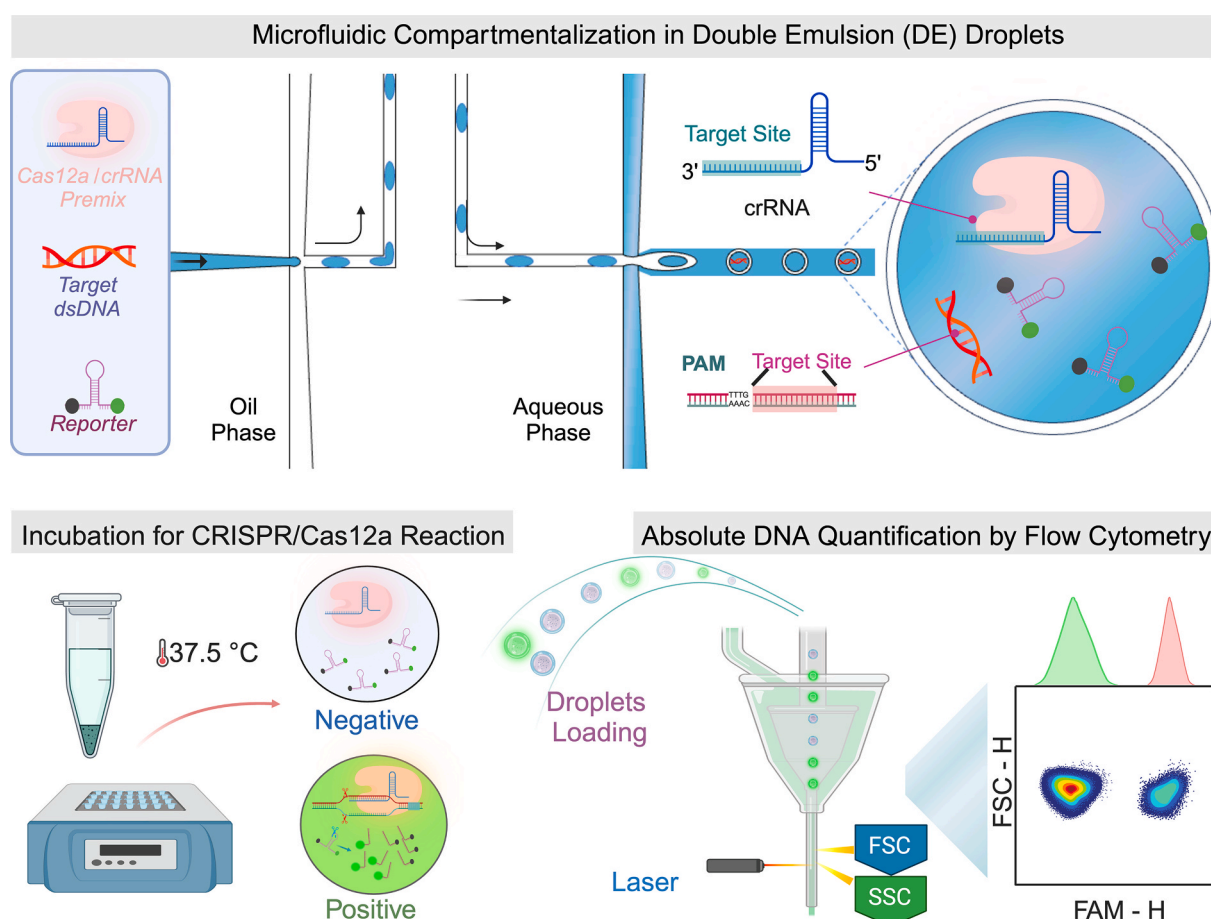 Microfluidic Compartmentalization in Double Emulsion (DE) Droplets
Cas12a/crRNA
Premix
Target
dsDNA
Reporter
Oil
Phase
Aqueous
Phase
Target Site
3'
5'
crRNA
PAM
Target Site
TTTG
AAAC
Incubation for CRISPR/Cas12a Reaction
37.5 °C
Negative
Positive
Absolute DNA Quantification by Flow Cytometry
Droplets
Loading
Laser
FSC
SSC
FSC - H
FAM - H